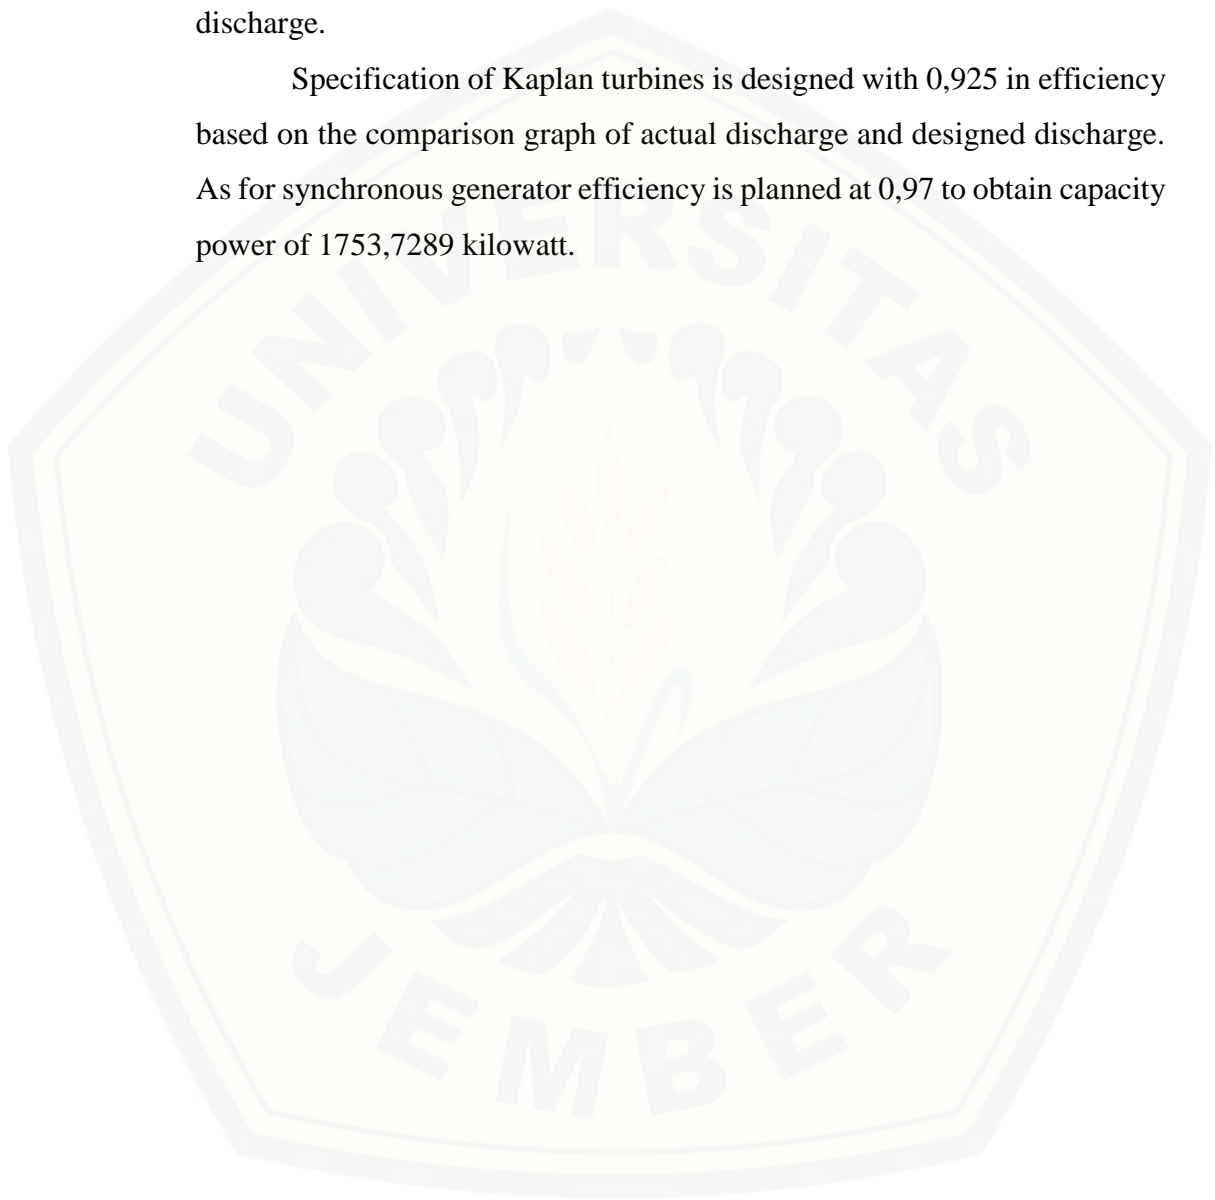 discharge.
Specification of Kaplan turbines is designed with 0,925 in efficiency
based on the comparison graph of actual discharge and designed discharge.
As for synchronous generator efficiency is planned at 0,97 to obtain capacity
power of 1753,7289 kilowatt.
UNIVERSITAS
JEMBER